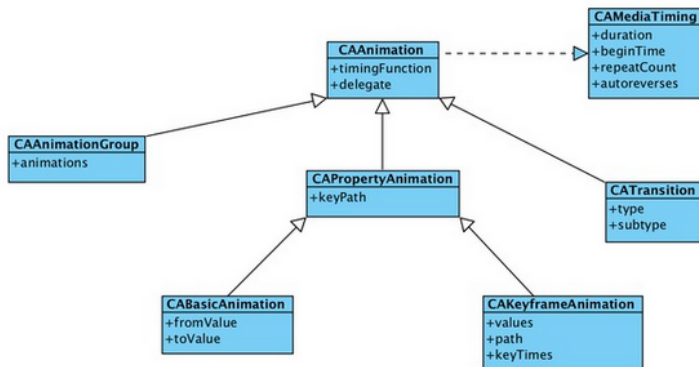 CAMediaTiming
+duration
+beginTime
+repeatCount
+autoreverses
CAAnimation
+timingFunction
+delegate
CAAnimationGroup
+animations
CAPropertyAnimation
+keyPath
CATransition
+type
+subtype
CABasicAnimation
+fromValue
+toValue
CAKeyframeAnimation
+values
+path
+keyTimes